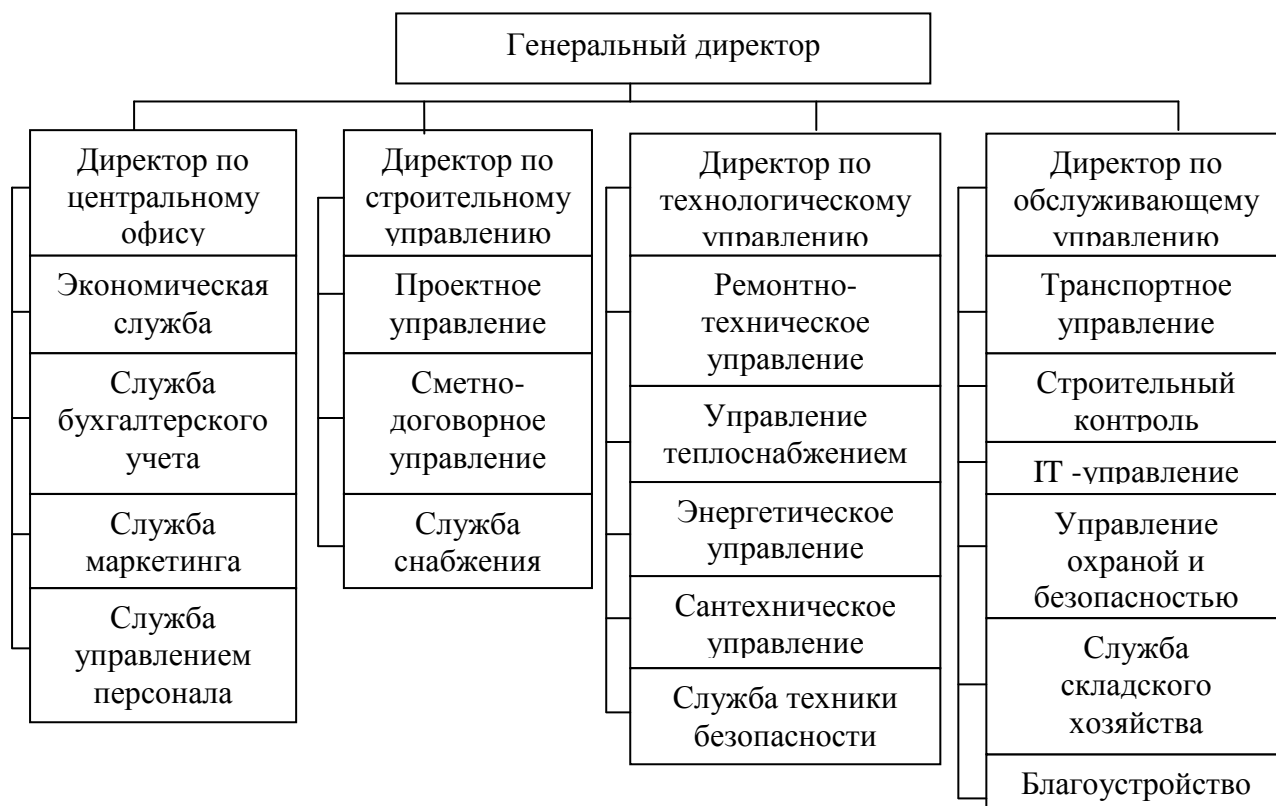 Генеральный директор
Директор по
центральному
офису
Экономическая
служба
Служба
бухгалтерского
учета
Служба
маркетинга
Служба
управлением
персонала
Директор по
строительному
управлению
Проектное
управление
Сметно-
договорное
управление
Служба
снабжения
Директор по
технологическому
управлению
Ремонтно-
техническое
управление
Управление
теплоснабжением
Энергетическое
управление
Сантехническое
управление
Служба техники
безопасности
Директор по
обслуживающему
управлению
Транспортное
управление
Строительный
контроль
IT -управление
Управление
охраной и
безопасностью
Служба
складского
хозяйства
Благоустройство